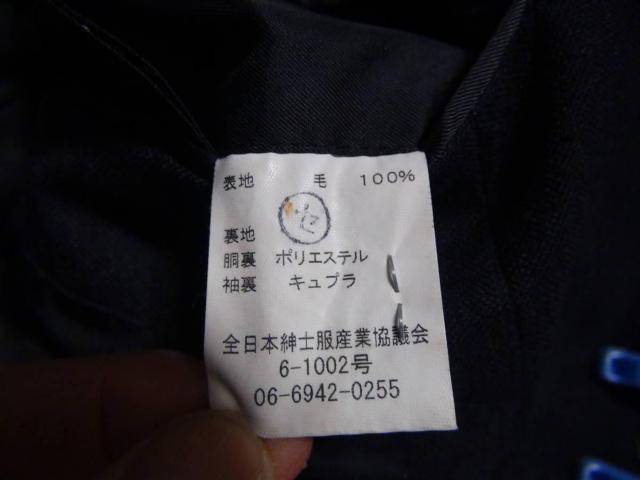 表地 毛 100%
裏地
胴裏 ポリエステル
袖裏 キュプラ
全日本紳士服産業協議会
6-1002号
06-6942-0255